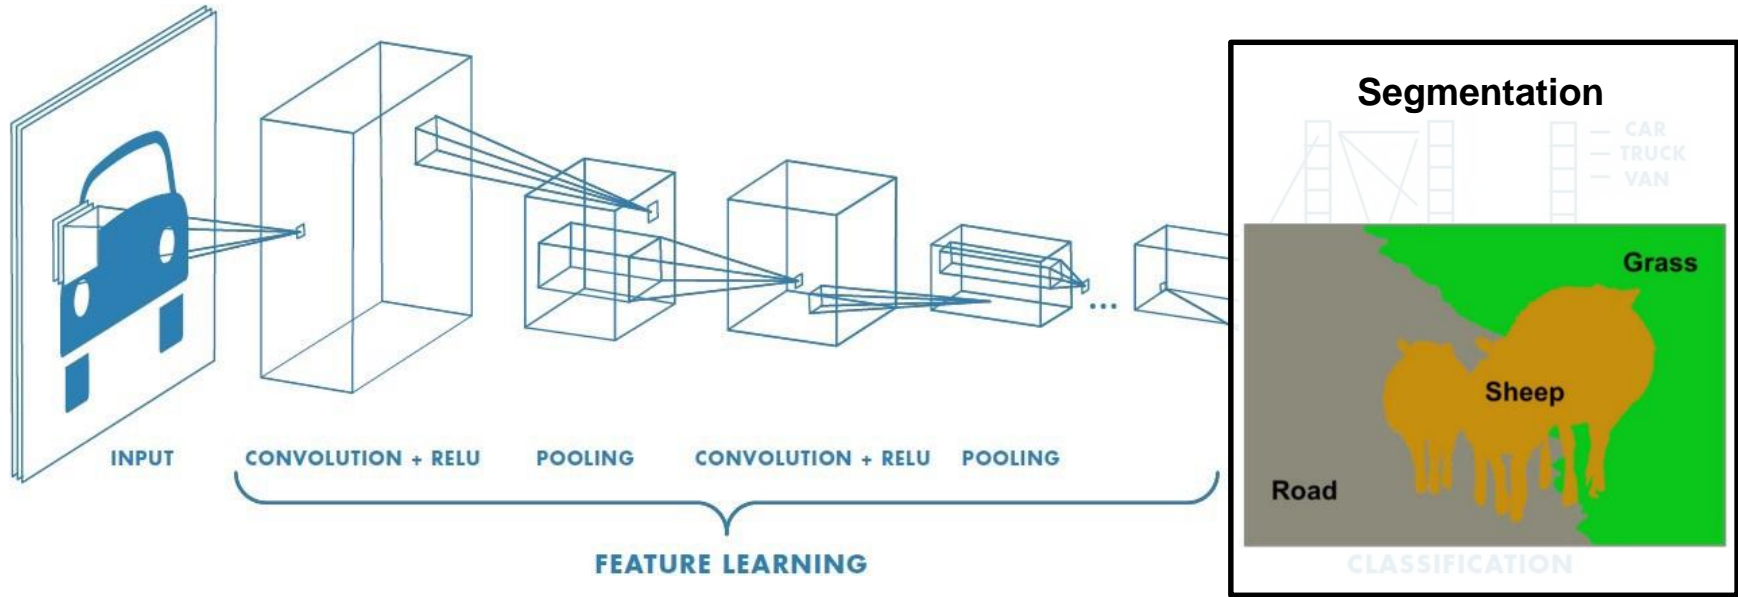 Segmentation
CAR
TRUCK
VAN
Grass
Sheep
Road
...
INPUT
CONVOLUTION + RELU
POOLING
CONVOLUTION + RELU
POOLING
FEATURE LEARNING
CLASSIFICATION